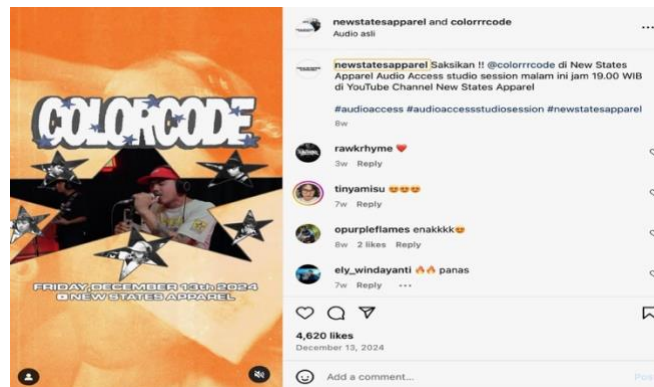 COLORCODE
FRIDAY, DECEMBER 13th 2024
NEW STATES APPAREL
newstatesapparel and colorrrcode
Audio asli
newstatesapparel Saksikan !! @colorrrcode di New States
Apparel Audio Access studio session malam ini jam 19.00 WIB
di YouTube Channel New States Apparel
#audioaccess #audioaccessstudiosession #newstatesapparel
8w
rawkrhyme ❤️
3w Reply
tinyamisu 😍😍😍
7w Reply
opurpleflames enakkkk😍
8w 2 likes Reply
ely_windayanti 🔥🔥 panas
7w Reply
4,620 likes
December 13, 2024
Add a comment...
Post